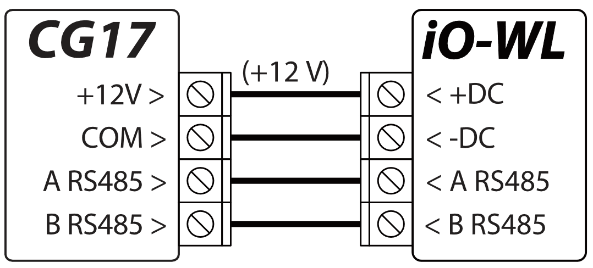 CG17
iO-WL
(+12 V)
+12V >
< +DC
COM >
< -DC
A RS485 >
< A RS485
B RS485 >
< B RS485